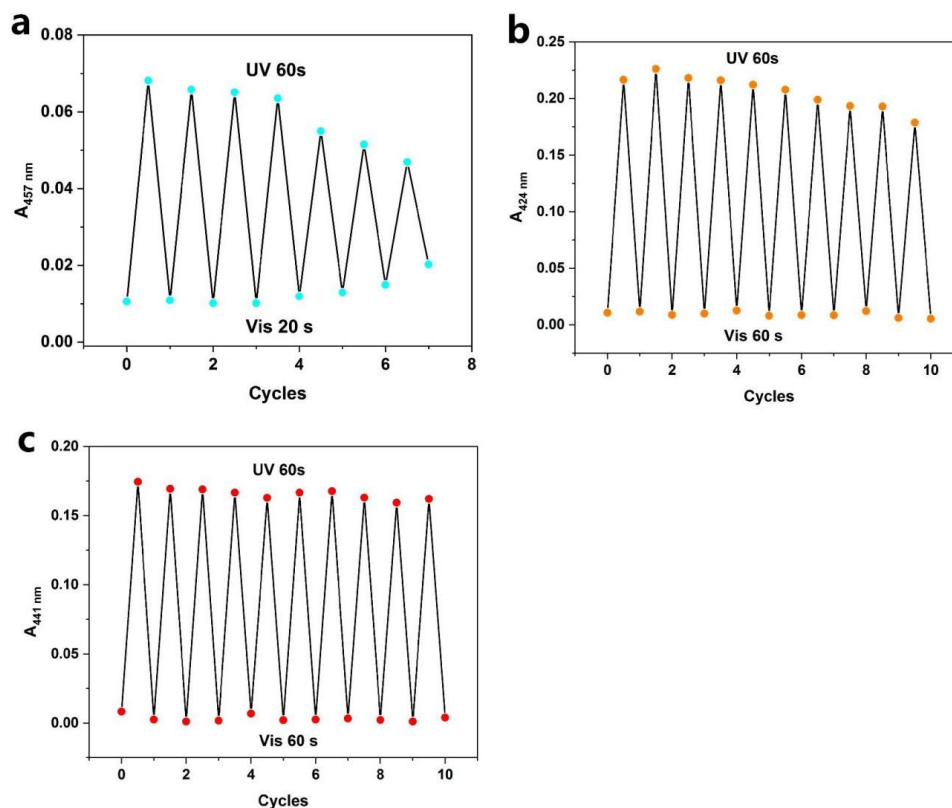 a
UV 60s
Vis 20 s
A457 nm
0.08
0.06
0.04
0.02
0.00
0 2 4 6 8
Cycles
b
UV 60s
Vis 60 s
A424 nm
0.25
0.20
0.15
0.10
0.05
0.00
0 2 4 6 8 10
Cycles
c
UV 60s
Vis 60 s
A441 nm
0.20
0.15
0.10
0.05
0.00
0 2 4 6 8 10
Cycles